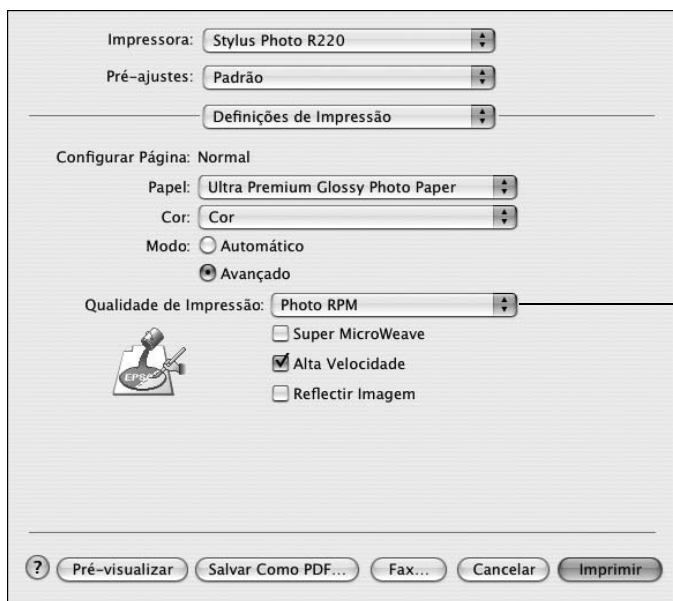 Impressora: Stylus Photo R220
Pré-ajustes: Padrão
Definições de Impressão
Configurar Página: Normal
Papel: Ultra Premium Glossy Photo Paper
Cor: Cor
Modo: Automático
Avançado
Qualidade de Impressão: Photo RPM
Super MicroWeave
Alta Velocidade
Reflectir Imagem
EPSO
? Pré-visualizar Salvar Como PDF... Fax... Cancelar Imprimir